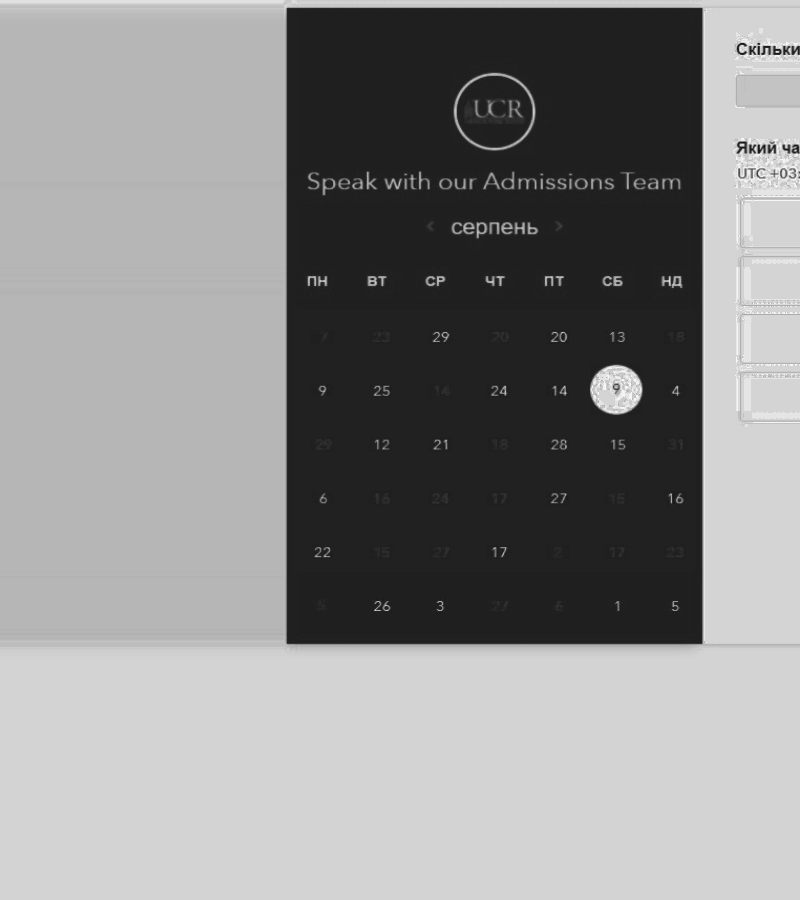 UCR
Speak with our Admissions Team
< серпень >
ПН ВТ СР ЧТ ПТ СБ НД
7 23 29 20 20 13 18
9 25 14 24 14 9 4
29 12 21 18 28 15 31
6 16 24 17 27 15 16
22 15 27 17 2 17 23
5 26 3 27 6 1 5
Скільки
Який ча
UTC +03: